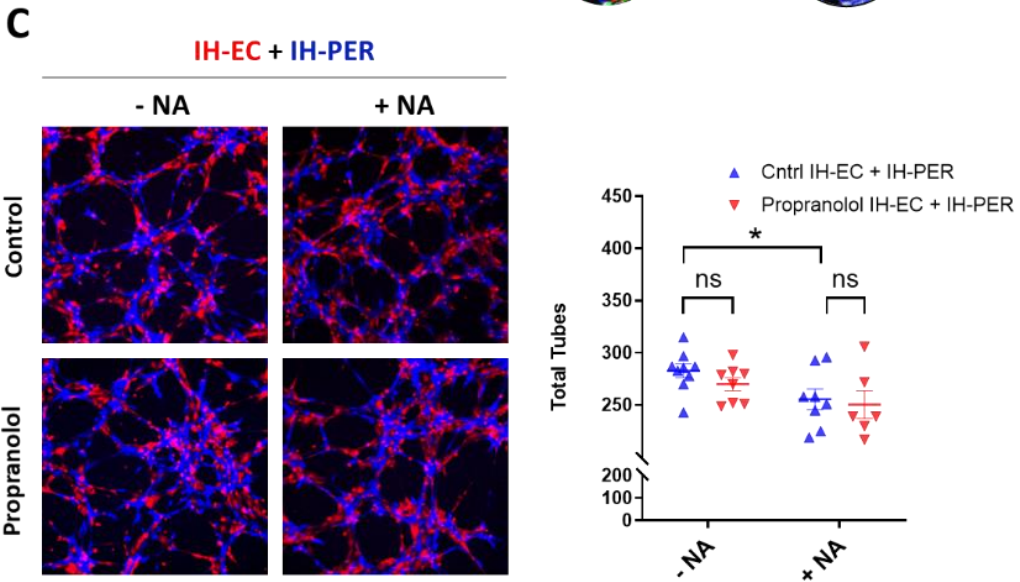 C
IH-EC + IH-PER
- NA
+ NA
Control
Propranolol
Cntrl IH-EC + IH-PER
Propranolol IH-EC + IH-PER
Total Tubes
450
400
350
300
250
200
100
0
*
ns
ns
- NA
+ NA